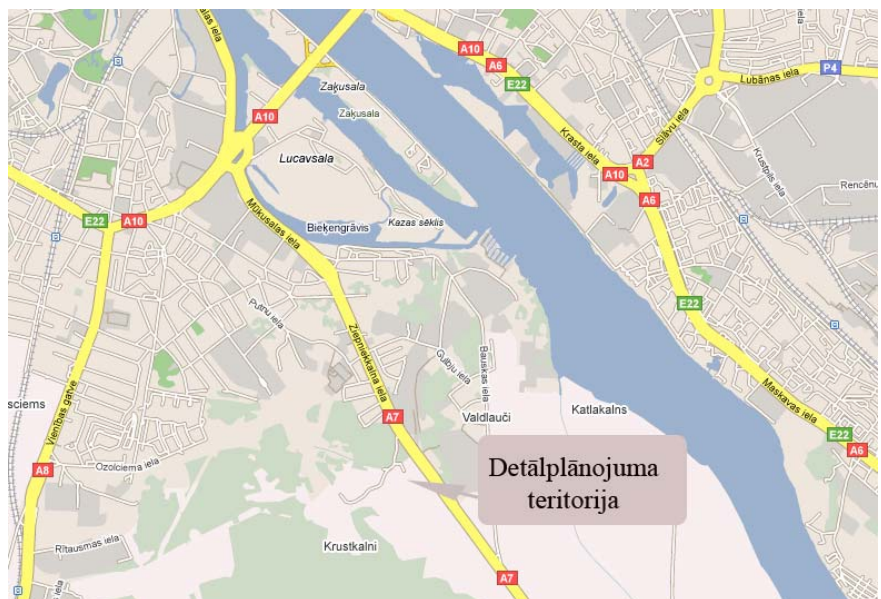 A10
A6
E22
P4
Lubānas iela
Zaķusala
Zaķusala
A10
Krasta iela
Slāvu iela
Lucavsala
A2
A10
Krustpils iela
Rencēnu
A6
E22
A10
Mūkusalas iela
Bieķengrāvis
Kazas sēklis
E22
Putnu iela
Ziepniekkalna iela
Gulbju iela
Bauskas iela
sciems
Vienības gatve
A7
Valdlauči
Katlakalns
Maskavas iela
E22
A6
A8
Ozolciema iela
Detālplānojuma
teritorija
Rītausmas iela
Krustkalni
A7